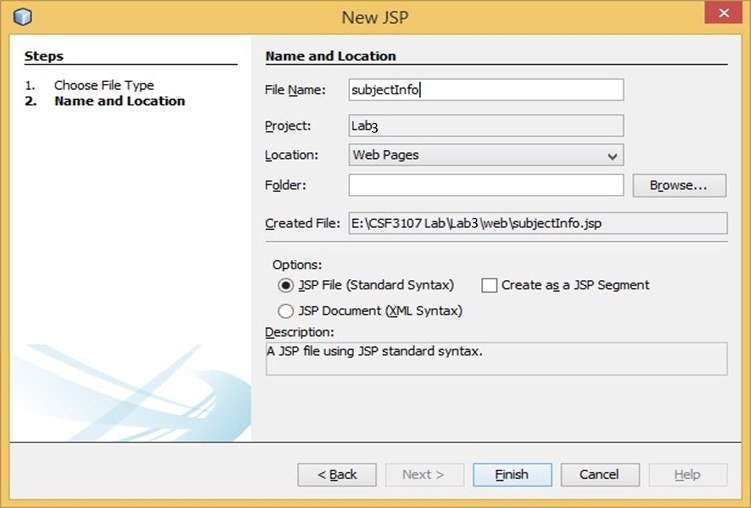 New JSP
Steps
1. Choose File Type
2. Name and Location
Name and Location
File Name: subjectInfo
Project: Lab3
Location: Web Pages
Folder: Browse...
Created File: E:\CSF3107 Lab\Lab3\web\subjectInfo.jsp
Options:
JSP File (Standard Syntax) Create as a JSP Segment
JSP Document (XML Syntax)
Description:
A JSP file using JSP standard syntax.
< Back Next > Finish Cancel Help